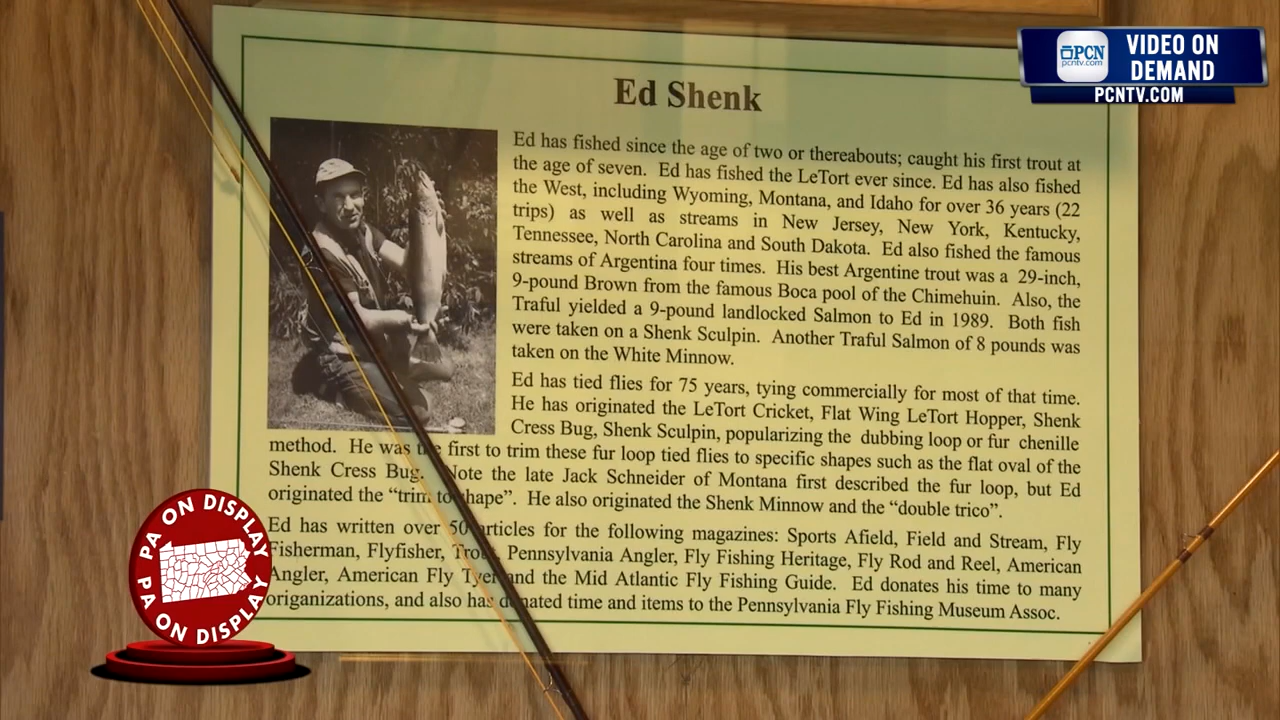 PCN
pcntv.com
VIDEO ON
DEMAND
PCNTV.COM
Ed Shenk
Ed has fished since the age of two or thereabouts; caught his first trout at
the age of seven. Ed has fished the LeTort ever since. Ed has also fished
the West, including Wyoming, Montana, and Idaho for over 36 years (22
trips) as well as streams in New Jersey, New York, Kentucky,
Tennessee, North Carolina and South Dakota. Ed also fished the famous
streams of Argentina four times. His best Argentine trout was a 29-inch,
9-pound Brown from the famous Boca pool of the Chimehuin. Also, the
Traful yielded a 9-pound landlocked Salmon to Ed in 1989. Both fish
were taken on a Shenk Sculpin. Another Traful Salmon of 8 pounds was
taken on the White Minnow.
Ed has tied flies for 75 years, tying commercially for most of that time.
He has originated the LeTort Cricket, Flat Wing LeTort Hopper, Shenk
Cress Bug, Shenk Sculpin, popularizing the dubbing loop or fur chenille
method. He was the first to trim these fur loop tied flies to specific shapes such as the flat oval of the
Shenk Cress Bug. Note the late Jack Schneider of Montana first described the fur loop, but Ed
originated the “trim to shape”. He also originated the Shenk Minnow and the “double trico”.
Ed has written over 50 articles for the following magazines: Sports Afield, Field and Stream, Fly
Fisherman, Flyfisher, Trout, Pennsylvania Angler, Fly Fishing Heritage, Fly Rod and Reel, American
Angler, American Fly Tyer and the Mid Atlantic Fly Fishing Guide. Ed donates his time to many
origanizations, and also has donated time and items to the Pennsylvania Fly Fishing Museum Assoc.
PA ON DISPLAY
PA ON DISPLAY